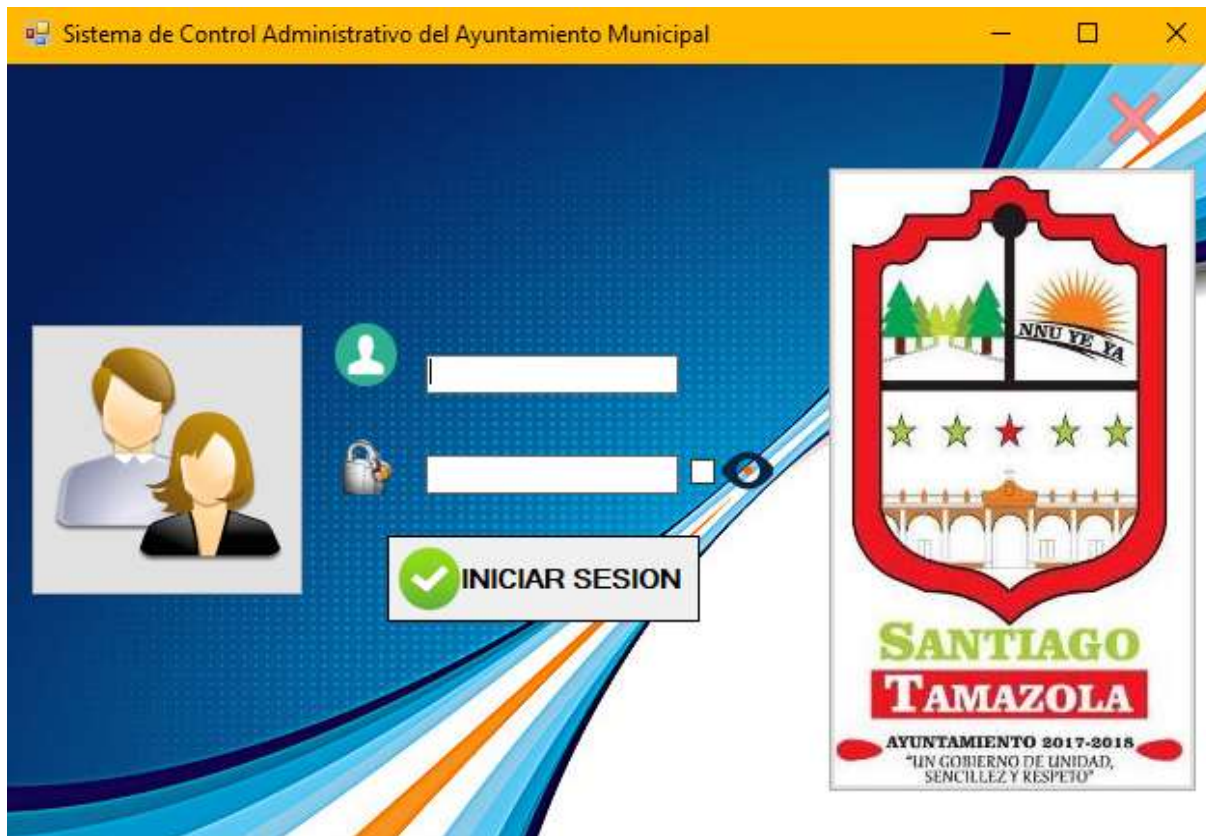 Sistema de Control Administrativo del Ayuntamiento Municipal
NNU YE YA
INICIAR SESION
SANTIAGO
TAMAZOLA
AYUNTAMIENTO 2017-2018
"UN GOBIERNO DE UNIDAD,
SENCILLEZ Y RESPETO"